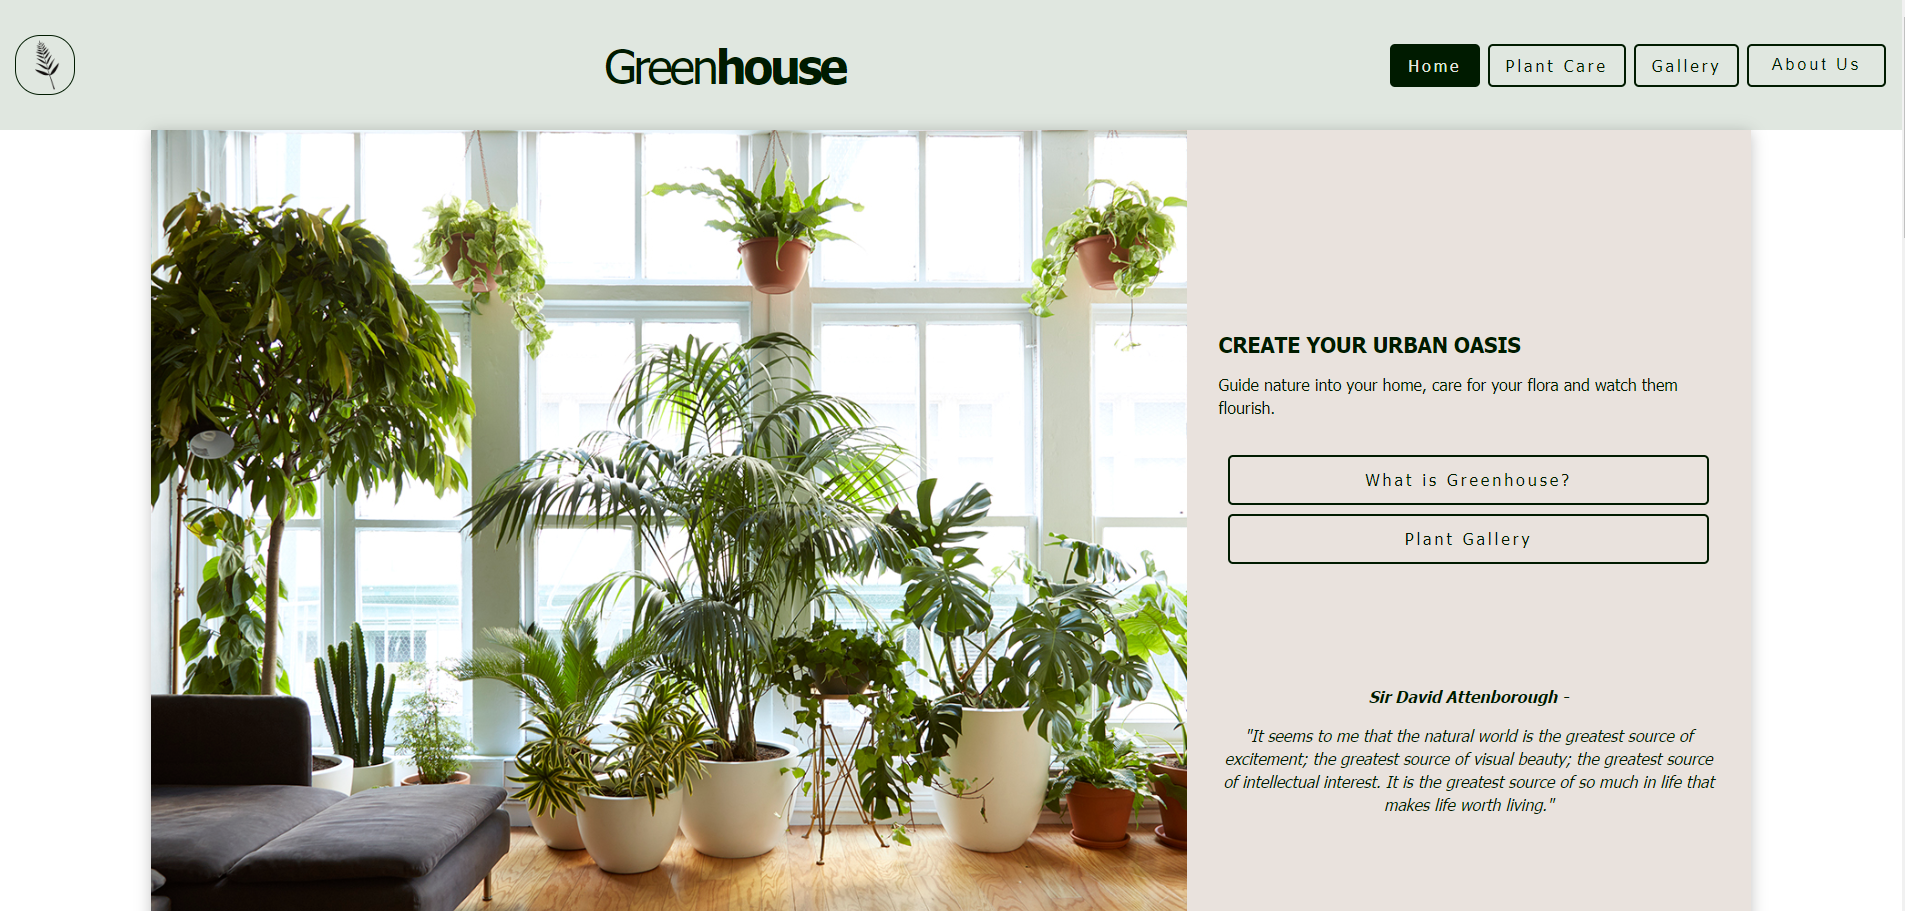 Greenhouse
Home
Plant Care
Gallery
About Us
CREATE YOUR URBAN OASIS
Guide nature into your home, care for your flora and watch them
flourish.
What is Greenhouse?
Plant Gallery
Sir David Attenborough -
"It seems to me that the natural world is the greatest source of
excitement; the greatest source of visual beauty; the greatest source
of intellectual interest. It is the greatest source of so much in life that
makes life worth living."